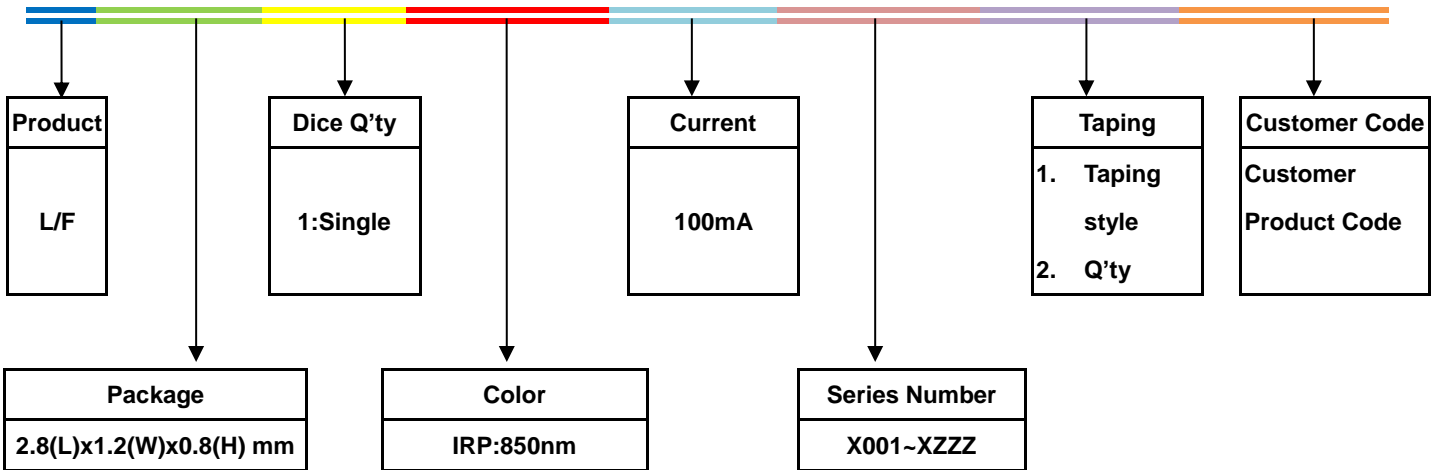 Product
L/F
Dice Q'ty
1:Single
Current
100mA
Taping
1. Taping
style
2. Q'ty
Customer Code
Customer
Product Code
Package
2.8(L)x1.2(W)x0.8(H) mm
Color
IRP:850nm
Series Number
X001~XZZZ